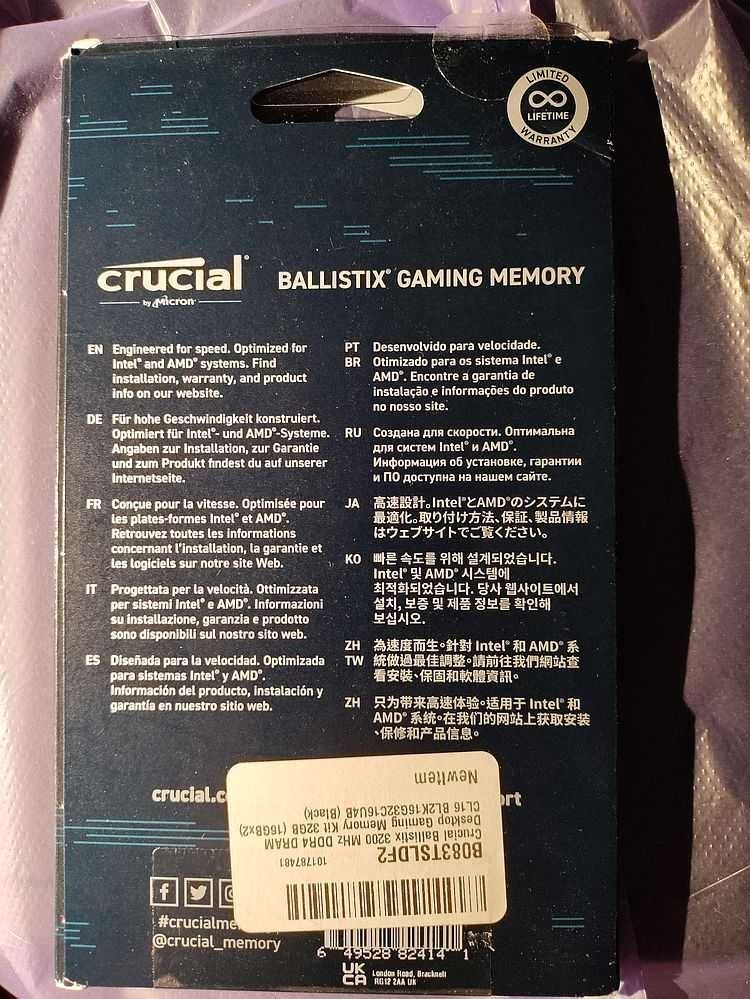 LIMITED
LIFETIME
WARRANTY
crucial®
by Micron®
BALLISTIX® GAMING MEMORY
EN Engineered for speed. Optimized for
Intel® and AMD® systems. Find
installation, warranty, and product
info on our website.
DE Für hohe Geschwindigkeit konstruiert.
Optimiert für Intel®- und AMD®-Systeme.
Angaben zur Installation, zur Garantie
und zum Produkt findest du auf unserer
Internetseite.
FR Conçue pour la vitesse. Optimisée pour
les plates-formes Intel® et AMD®.
Retrouvez toutes les informations
concernant l'installation, la garantie et
les logiciels sur notre site Web.
IT Progettata per la velocità. Ottimizzata
per sistemi Intel® e AMD®. Informazioni
su installazione, garanzia e prodotto
sono disponibili sul nostro sito web.
ES Diseñada para la velocidad. Optimizada
para sistemas Intel® y AMD®.
Información del producto, instalación y
garantía en nuestro sitio web.
PT Desenvolvido para velocidade.
BR Otimizado para os sistema Intel® e
AMD®. Encontre a garantia de
instalação e informações do produto
no nosso site.
RU Создана для скорости. Оптимальна
для систем Intel® и AMD®.
Информация об установке, гарантии
и ПО доступна на нашем сайте.
JA 高速設計。Intel®とAMD®のシステムに
最適化。取り付け方法、保証、製品情報
はウェブサイトでご覧ください。
KO 빠른 속도를 위해 설계되었습니다.
Intel® 및 AMD® 시스템에
최적화되었습니다. 당사 웹사이트에서
설치, 보증 및 제품 정보를 확인해
보십시오.
ZH 為速度而生。針對 Intel® 和 AMD® 系
TW 統做過最佳調整。請前往我們網站查
看安裝、保固和軟體資訊。
ZH 只为带来高速体验。适用于 Intel® 和
AMD® 系统。在我们的网站上获取安装
、保修和产品信息。
crucial.c
ort
B083TSLDF2
101767481
Crucial Ballistix 3200 MHz DDR4 DRAM
Desktop Gaming Memory Kit 32GB (16GBx2)
CL16 BL2K16G32C16U4B (Black)
NewItem
#crucialme
@crucial_memory
6 49528 82414 1
UK
CA
London Road, Bracknell
RG12 2AA UK